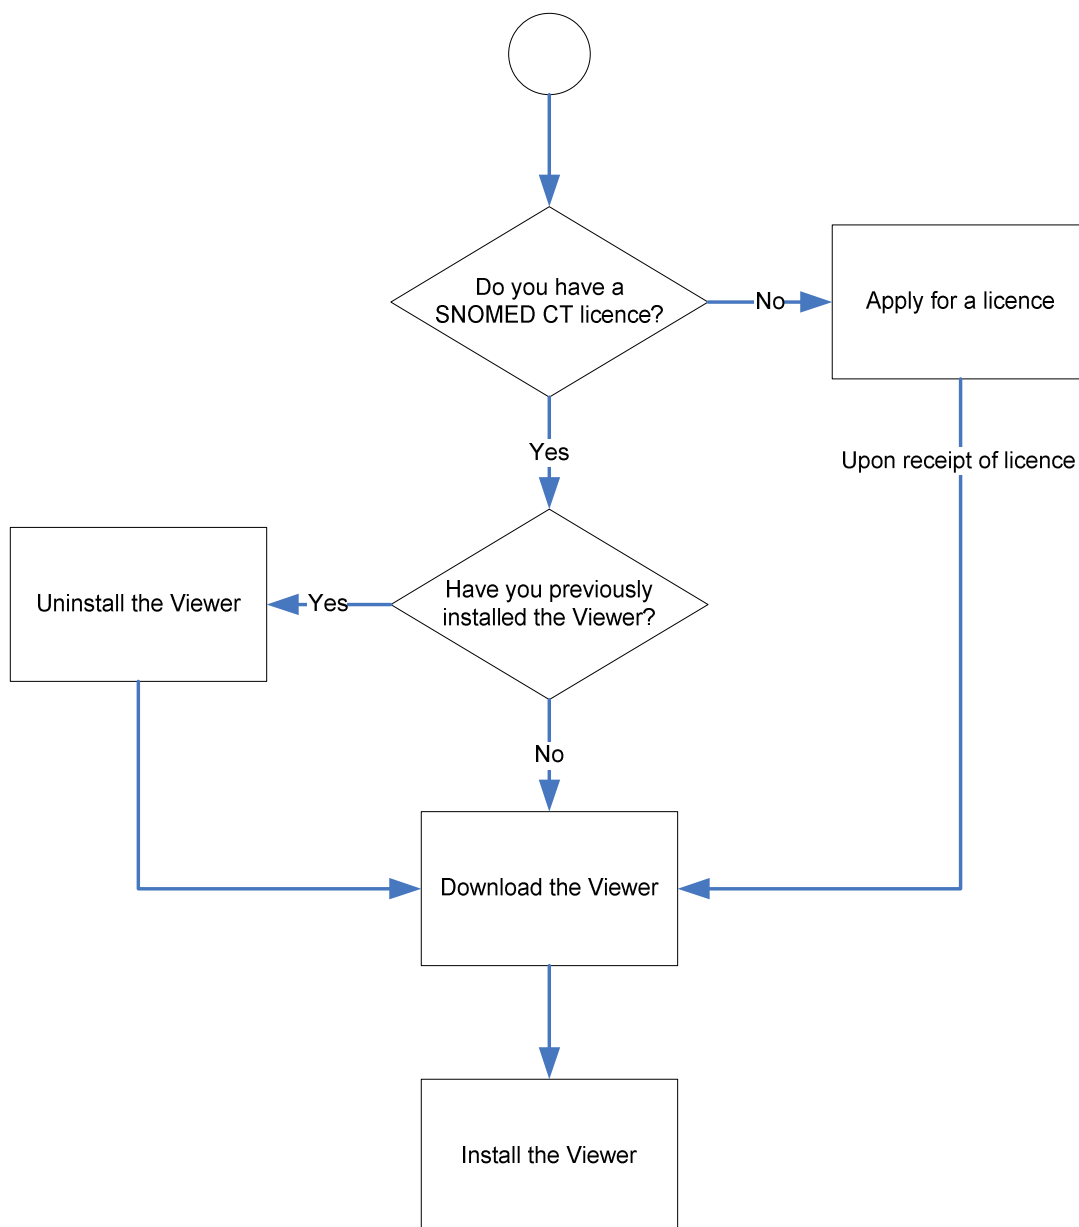 Do you have a
SNOMED CT licence?
No
Apply for a licence
Yes
Upon receipt of licence
Uninstall the Viewer
Yes
Have you previously
installed the Viewer?
No
Download the Viewer
Install the Viewer